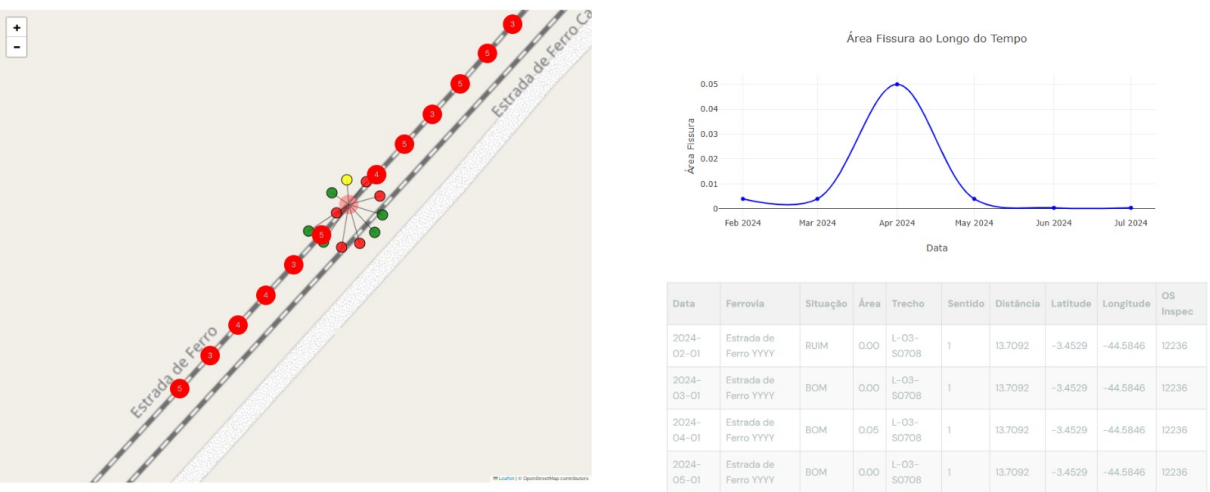 +
-
3
5
5
3
5
4
5
3
4
4
3
5
Estrada de Ferro
Estrada de Ferro Ca
Leaflet | © OpenStreetMap contributors
Área Fissura ao Longo do Tempo
Área Fissura
0.05
0.04
0.03
0.02
0.01
0
Feb 2024 Mar 2024 Apr 2024 May 2024 Jun 2024 Jul 2024
Data
Data Ferrovia Situação Área Trecho Sentido Distância Latitude Longitude OS
Inspec
2024- Estrada de RUIM 0.00 L-03- 1 13.7092 -3.4529 -44.5846 12236
02-01 Ferro YYYY S0708
2024- Estrada de BOM 0.00 L-03- 1 13.7092 -3.4529 -44.5846 12236
03-01 Ferro YYYY S0708
2024- Estrada de BOM 0.05 L-03- 1 13.7092 -3.4529 -44.5846 12236
04-01 Ferro YYYY S0708
2024- Estrada de BOM 0.00 L-03- 1 13.7092 -3.4529 -44.5846 12236
05-01 Ferro YYYY S0708